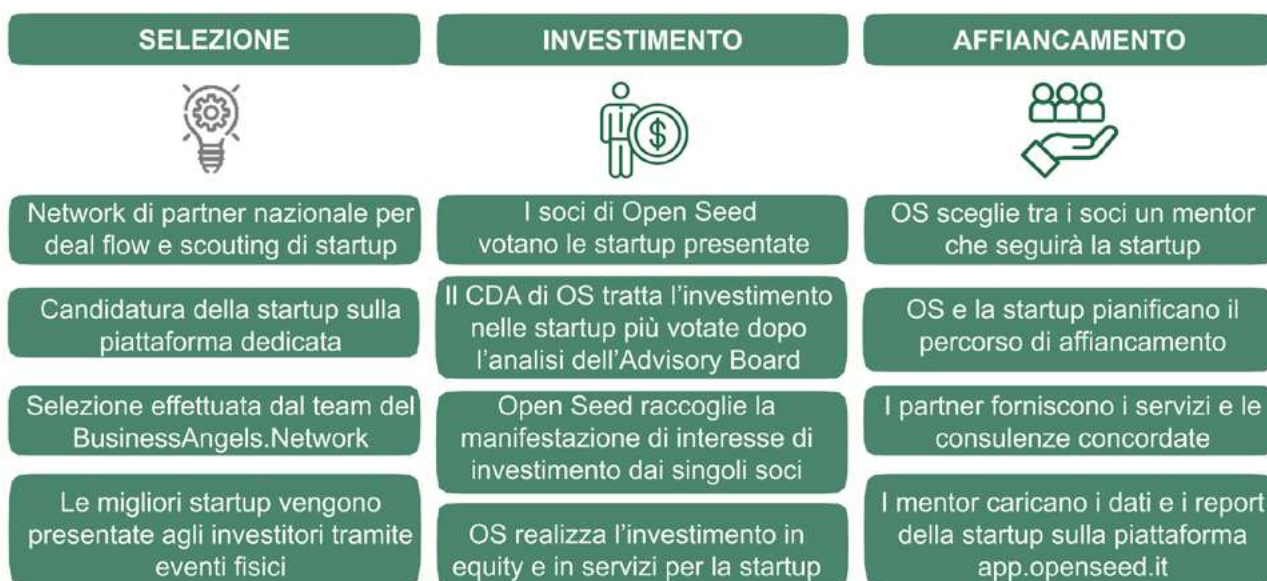 SELEZIONE
Network di partner nazionale per
deal flow e scouting di startup
Candidatura della startup sulla
piattaforma dedicata
Selezione effettuata dal team del
BusinessAngels.Network
Le migliori startup vengono
presentate agli investitori tramite
eventi fisici
INVESTIMENTO
$
I soci di Open Seed
votano le startup presentate
Il CDA di OS tratta l’investimento
nelle startup più votate dopo
l’analisi dell’Advisory Board
Open Seed raccoglie la
manifestazione di interesse di
investimento dai singoli soci
OS realizza l’investimento in
equity e in servizi per la startup
AFFIANCAMENTO
OS sceglie tra i soci un mentor
che seguirà la startup
OS e la startup pianificano il
percorso di affiancamento
I partner forniscono i servizi e le
consulenze concordate
I mentor caricano i dati e i report
della startup sulla piattaforma
app.openseed.it